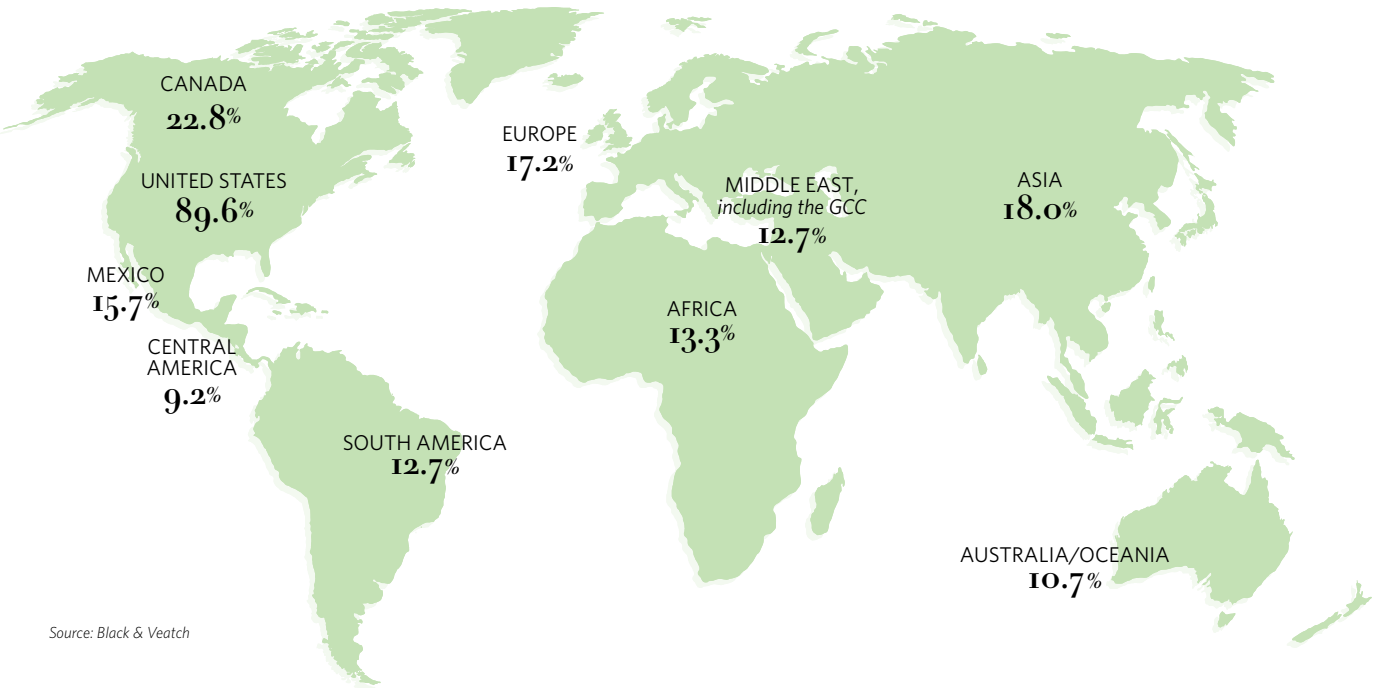 CANADA
22.8%
UNITED STATES
89.6%
MEXICO
15.7%
CENTRAL
AMERICA
9.2%
SOUTH AMERICA
12.7%
EUROPE
17.2%
MIDDLE EAST,
including the GCC
12.7%
AFRICA
13.3%
ASIA
18.0%
AUSTRALIA/OCEANIA
10.7%
Source: Black & Veatch